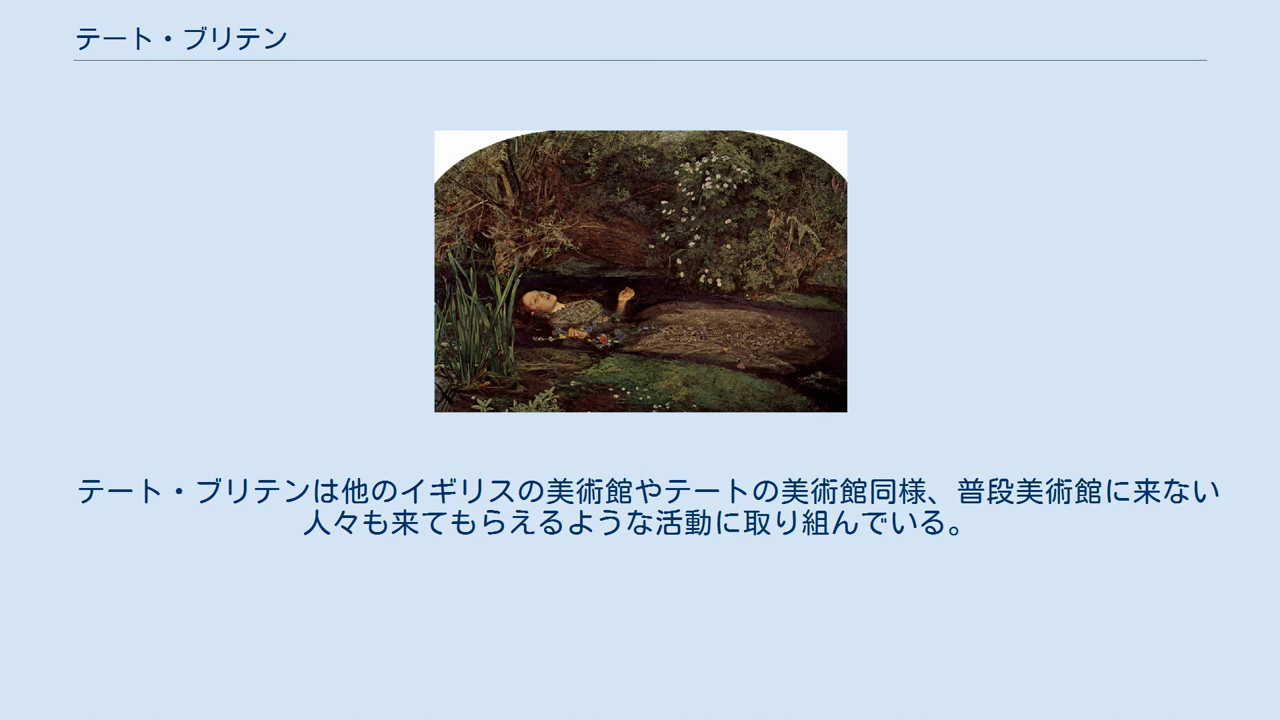 テート・ブリテン
テート・ブリテンは他のイギリスの美術館やテートの美術館同様、普段美術館に来ない
人々も来てもらえるような活動に取り組んでいる。